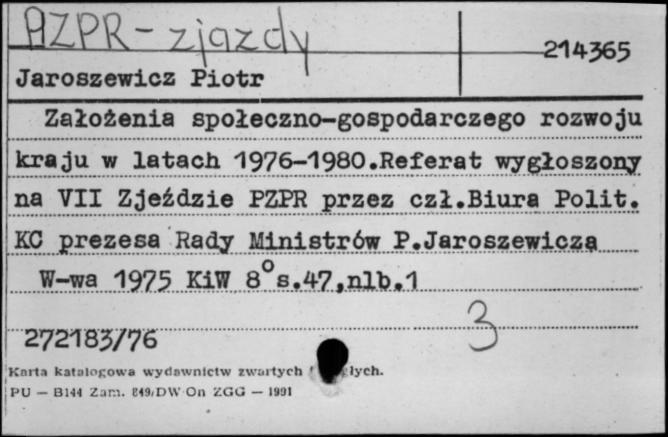 PZPR - zjazdy
214365
Jaroszewicz Piotr
Założenia społeczno-gospodarczego rozwoju
kraju w latach 1976-1980.Referat wygłoszony
na VII Zjeździe PZPR przez czł.Biura Polit.
KC prezesa Rady Ministrów P.Jaroszewicza
W-wa 1975 KiW 8° s.47,nlb.1
3
272183/76
Karta katalogowa wydawnictw zwartych
PU — B144 Zam. 849/DW On ZGG — 1991